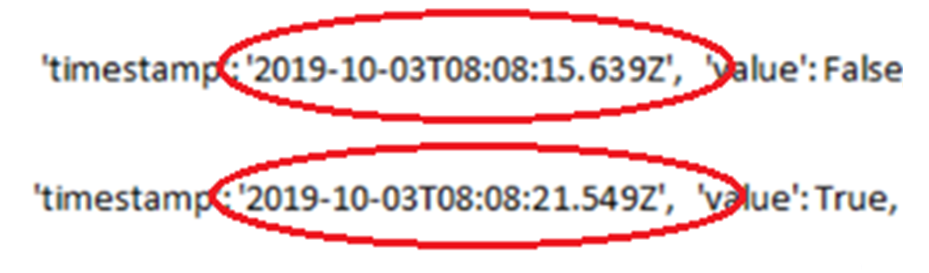 'timestamp': '2019-10-03T08:08:15.639Z', 'value': False
'timestamp': '2019-10-03T08:08:21.549Z', 'value': True,